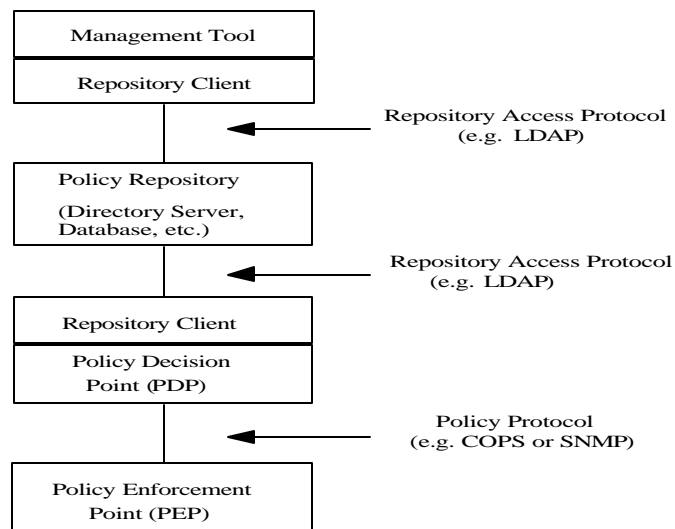 Management Tool
Repository Client
Repository Access Protocol
(e.g. LDAP)
Policy Repository
(Directory Server,
Database, etc.)
Repository Access Protocol
(e.g. LDAP)
Repository Client
Policy Decision
Point (PDP)
Policy Protocol
(e.g. COPS or SNMP)
Policy Enforcement
Point (PEP)